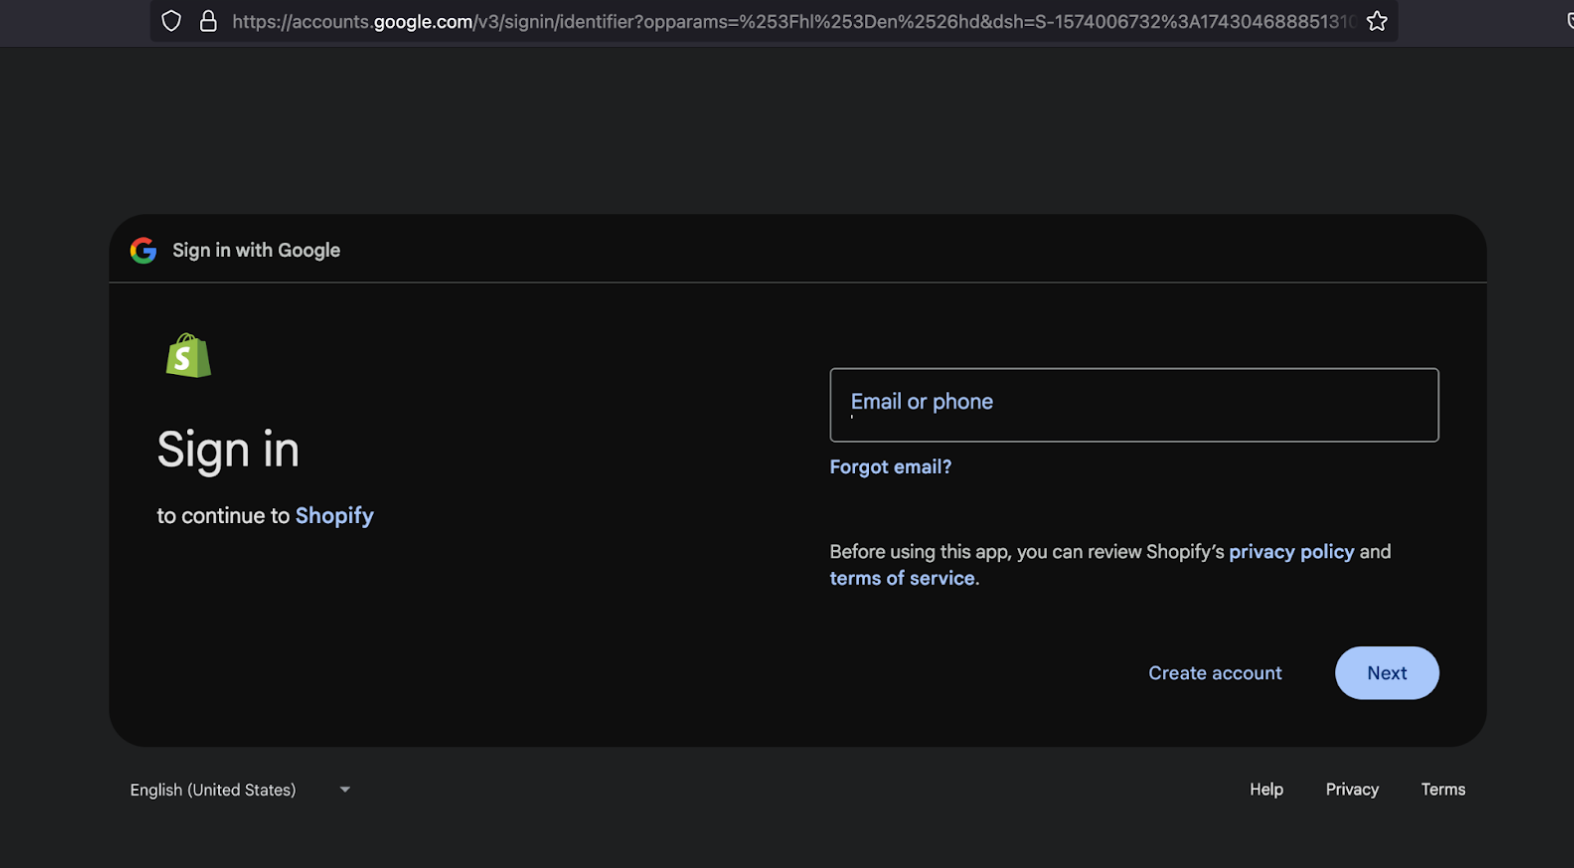 https://accounts.google.com/v3/signin/identifier?opparams=%253Fhl%253Den%2526hd&dsh=S-1574006732%3A174304688851310
Sign in with Google
S
Sign in
to continue to Shopify
Email or phone
Forgot email?
Before using this app, you can review Shopify’s privacy policy and
terms of service.
Create account
Next
English (United States)
Help
Privacy
Terms